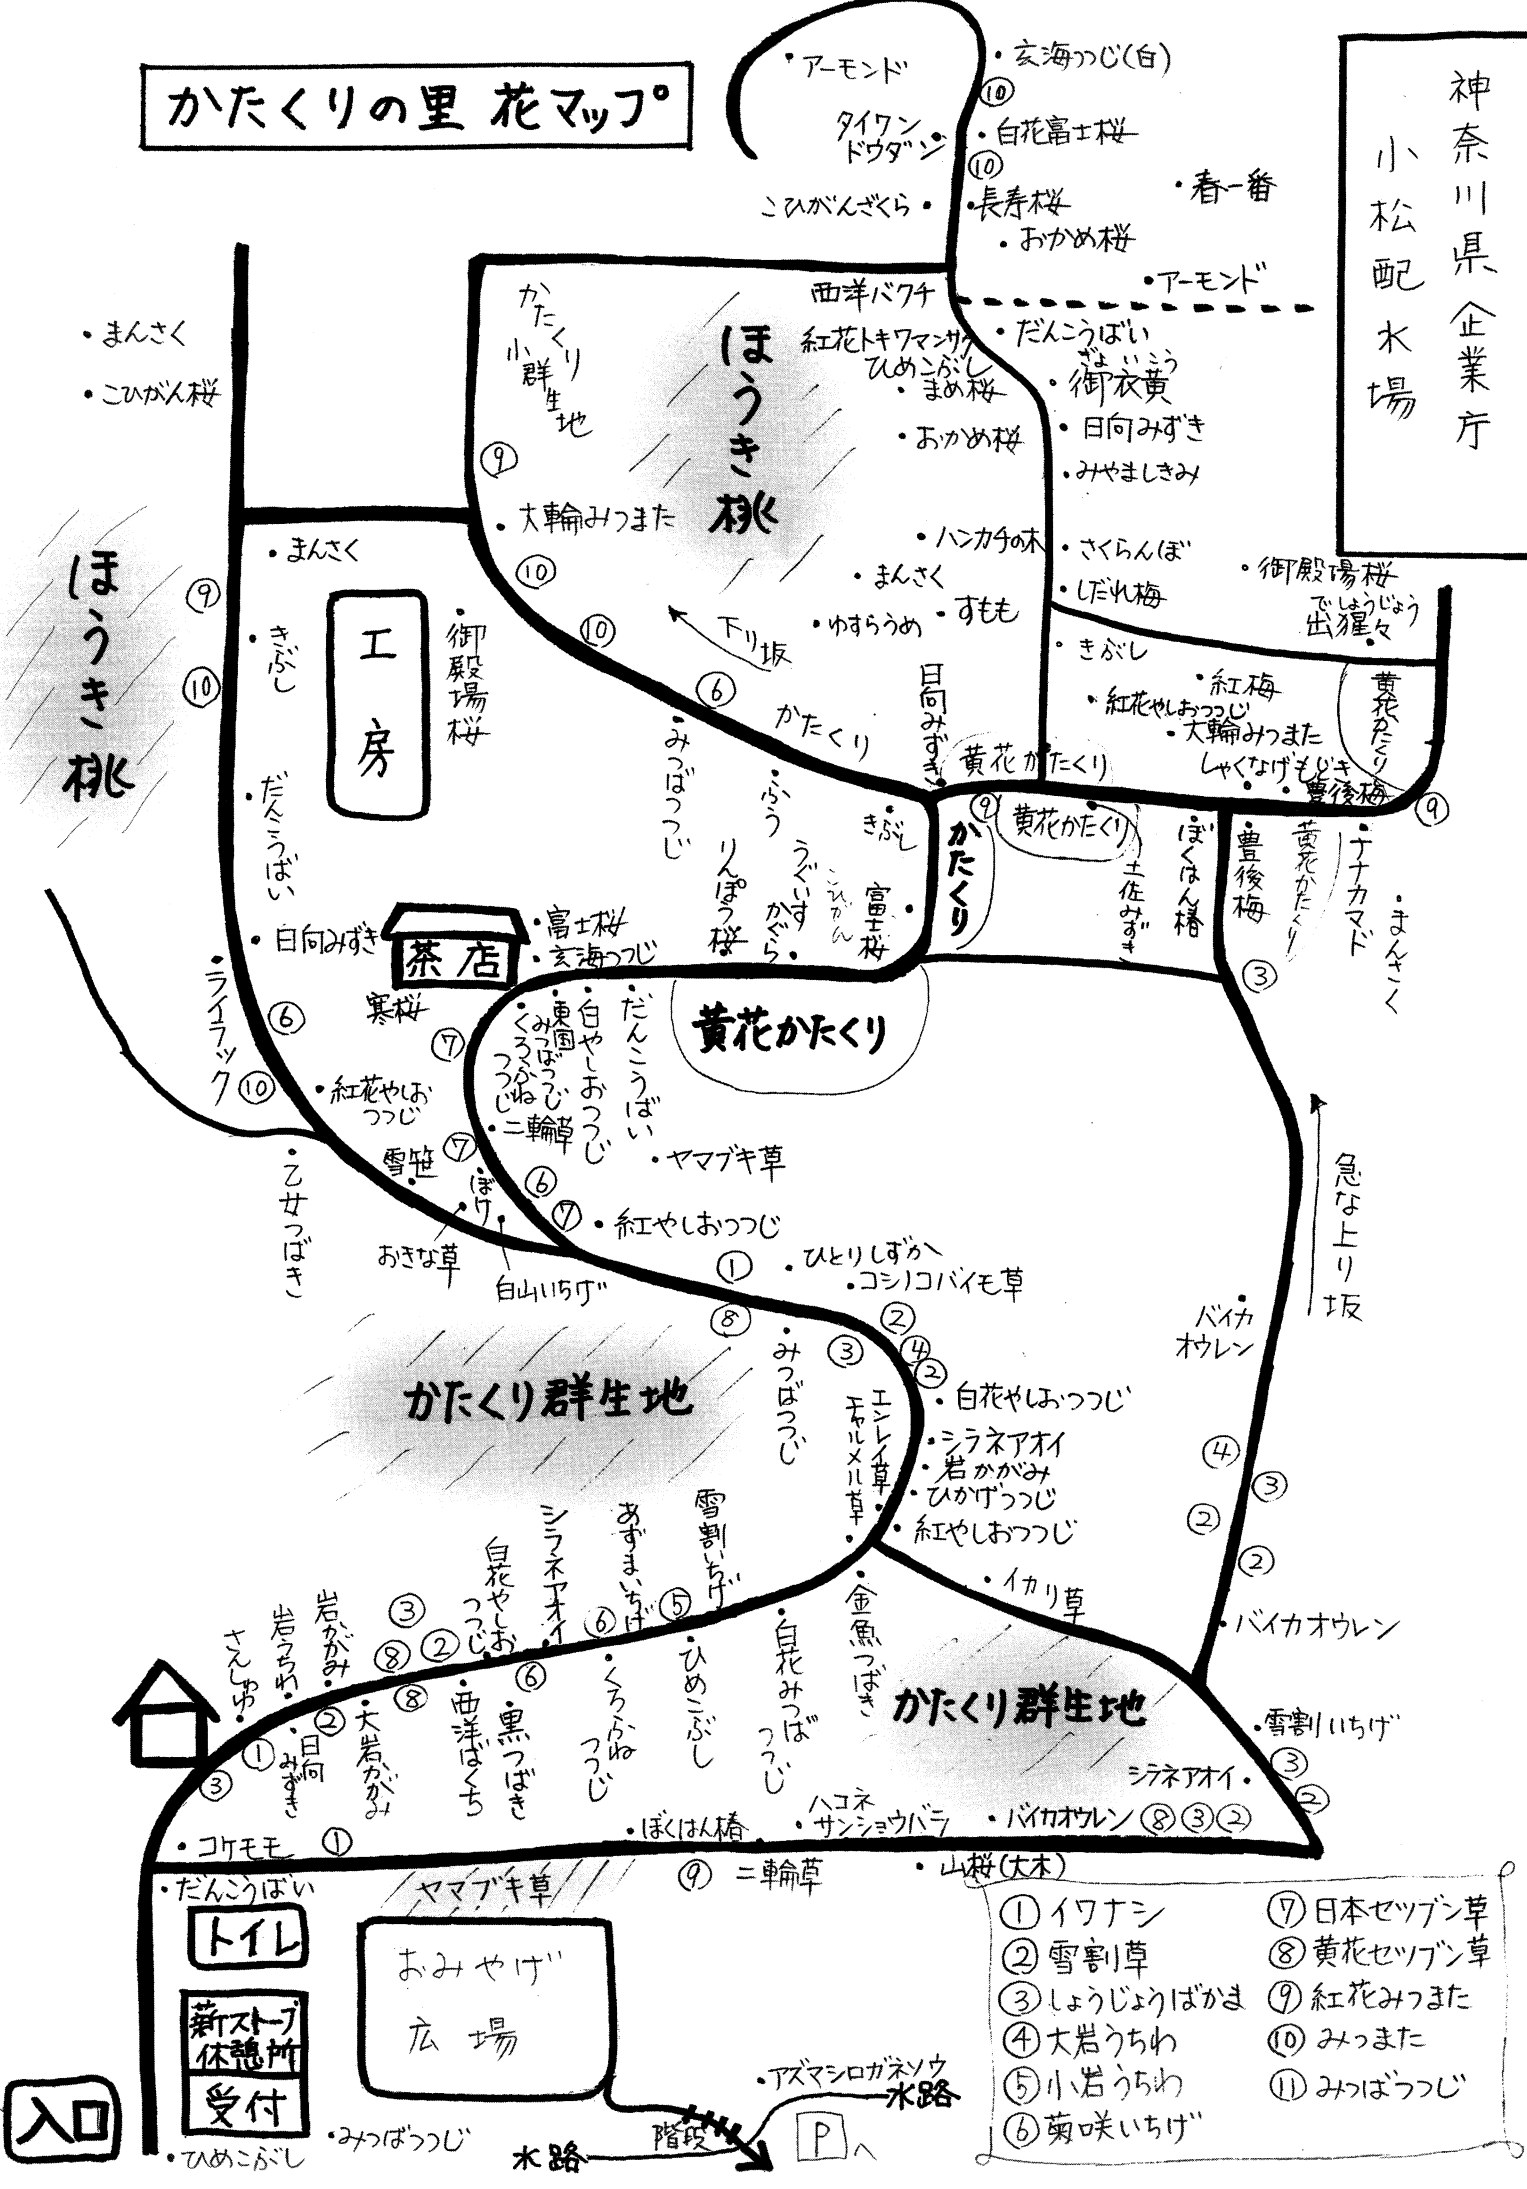 かたくりの里 花マップ
神奈川県企業庁
小松配水場
アーモンド
玄海つつじ(白)
⑩
タイワン
ドウダン
白花富士桜
⑩
こひがんざくら
長寿桜
春一番
おかめ桜
アーモンド
西洋バクチ
まんさく
こひがん桜
かたくり
小群生地
ほうき桃
紅花トキワマンサク
ひめこぶし
まめ桜
おかめ桜
だんこうばい
ぎょいこう
御衣黄
日向みずき
みやましきみ
⑨
大輪みつまた
⑩
ハンカチの木
さくらんぼ
まんさく
しだれ梅
ゆすらうめ
すもも
御殿場桜
でしょうじょう
出猩々
ほうき桃
⑨
⑩
まんさく
きぶし
工房
御殿場桜
⑩
下り坂
⑥
かたくり
みつばつつじ
日向みずき
きぶし
紅梅
紅花やしおつつじ
大輪みつまた
しゃくなげもどき
豊後梅
黄花かたくり
⑨
黄花かたくり
⑨
黄花かたくり
かたくり
ふう
きぶし
りんぽう桜
うぐいす
かぐら
こひがん
富士桜
土佐みずき
ぼくはん椿
豊後梅
黄花かたくり
ナナカマド
まんさく
③
だんこうばい
日向みずき
茶店
富士桜
玄海つつじ
寒桜
ライラック
⑥
⑩
⑦
黄花かたくり
くろふね
つつじ
東国
みつばつつじ
白やしおつつじ
だんこうばい
紅花やしお
つつじ
二輪草
ヤマブキ草
⑦
⑥
⑦
雪笹
ぼけ
乙女つばき
おきな草
白山いちげ
紅やしおつつじ
急な上り坂
①
⑧
ひとりしずか
コシノコバイモ草
②
③
④
②
バイカ
オウレン
かたくり群生地
みつばつつじ
エンレイ草
チャルメル草
白花やしおつつじ
シラネアオイ
岩かがみ
ひかげつつじ
紅やしおつつじ
④
③
②
②
イカリ草
バイカオウレン
金魚つばき
かたくり群生地
雪割いちげ
シラネアオイ
③
②
雪割いちげ
⑤
あずまいちげ
⑥
シラネアオイ
白花やしお
つつじ
③
②
⑧
岩かがみ
岩うちわ
さんしゅゆ
③
①
日向
みずき
②
大岩かがみ
⑧
西洋ばくち
⑥
黒つばき
くろふね
つつじ
ひめこぶし
白花みつば
つつじ
コケモモ
①
ぼくはん椿
ハコネ
サンショウバラ
バイカオウレン ⑧③②
だんこうばい
ヤマブキ草
⑨
二輪草
山桜(大木)
トイレ
薪ストーブ
休憩所
受付
入口
ひめこぶし
みつばつつじ
おみやげ
広場
アズマシロガネソウ
水路
階段
水路
Pへ
①イワナシ
②雪割草
③しょうじょうばかま
④大岩うちわ
⑤小岩うちわ
⑥菊咲いちげ
⑦日本セツブン草
⑧黄花セツブン草
⑨紅花みつまた
⑩みつまた
⑪みつばつつじ